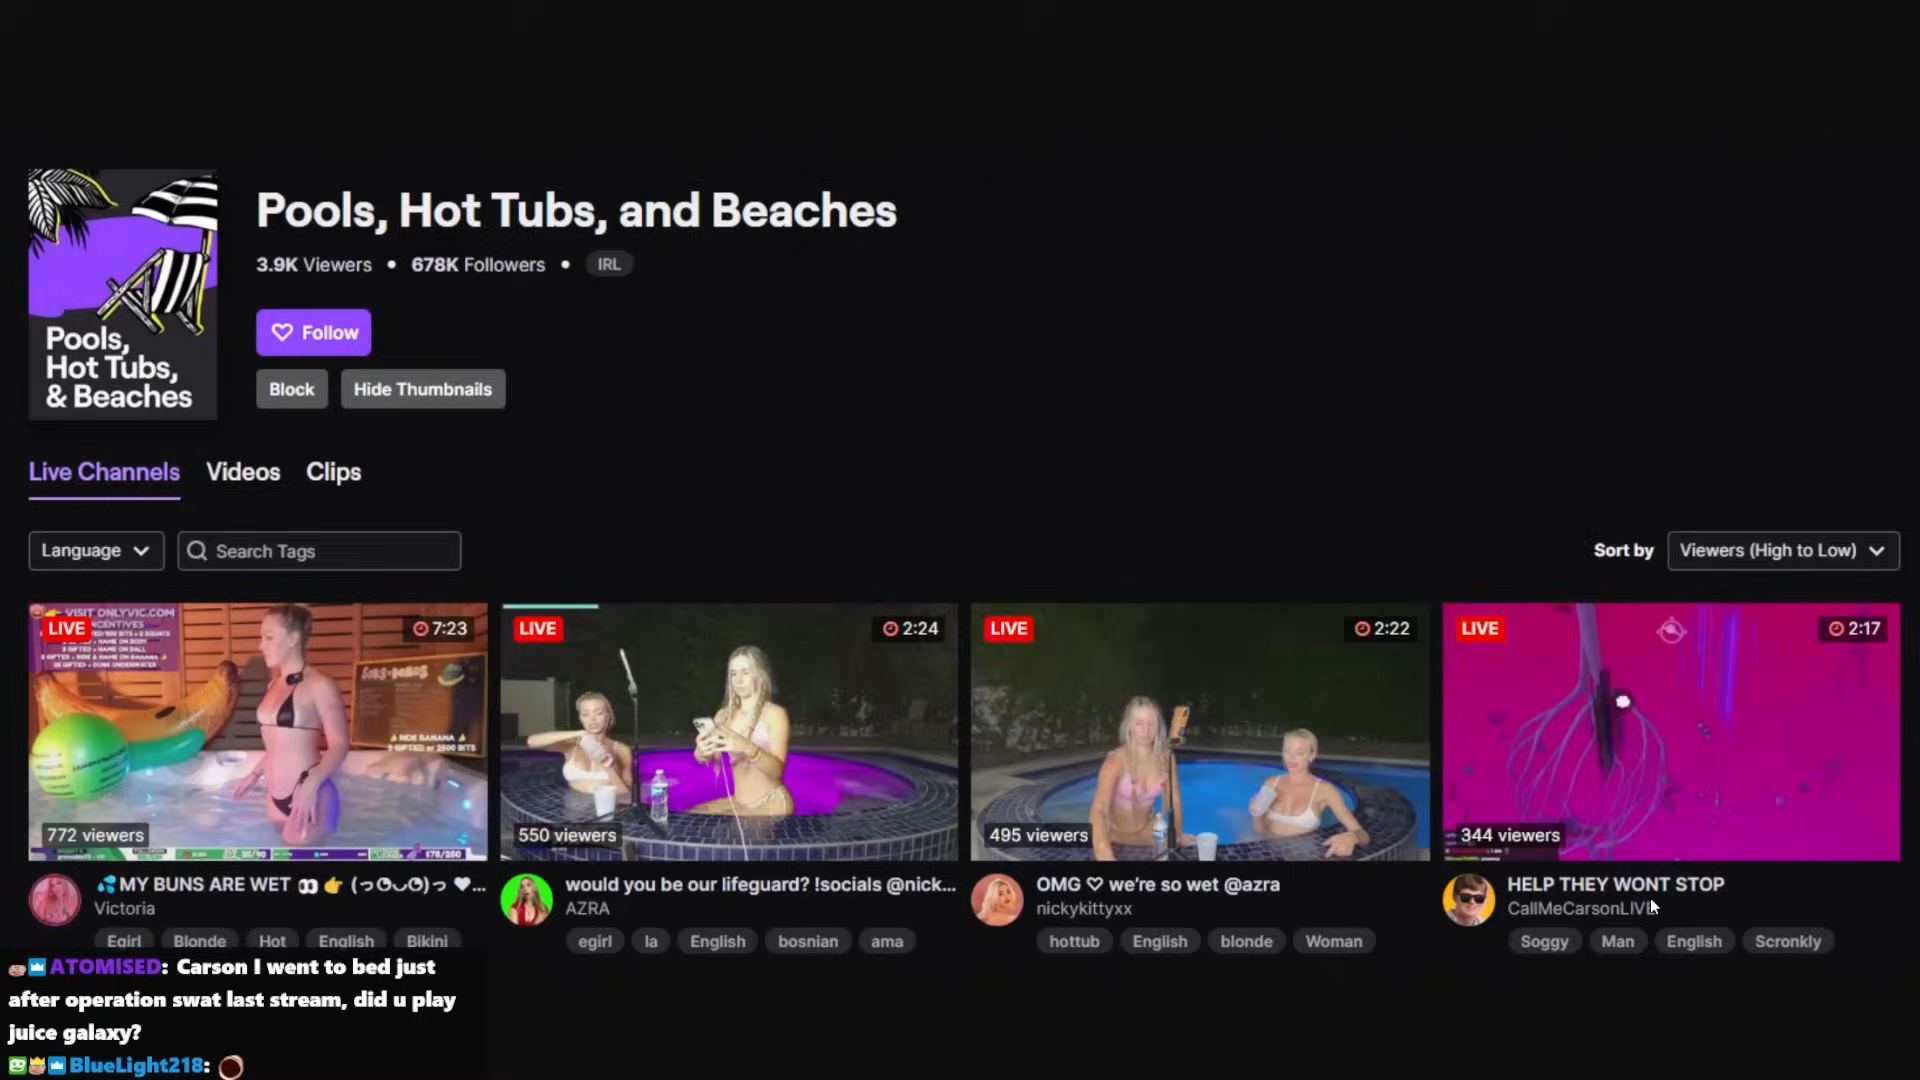 Pools, Hot Tubs, and Beaches
3.9K Viewers • 678K Followers • IRL
Pools,
Hot Tubs,
& Beaches
Follow
Block
Hide Thumbnails
Live Channels
Videos
Clips
Language
Search Tags
Sort by
Viewers (High to Low)
VISIT ONLYVIC.COM
LIVE
7:23
RIDE BANANA
772 viewers
LIVE
2:24
550 viewers
LIVE
2:22
495 viewers
LIVE
2:17
344 viewers
MY BUNS ARE WET
Victoria
Egirl
Blonde
Hot
English
Bikini
would you be our lifeguard? !socials @nick...
AZRA
egirl
la
English
bosnian
ama
OMG ♡ we're so wet @azra
nickykittyxx
hottub
English
blonde
Woman
HELP THEY WONT STOP
CallMeCarsonLIVE
Soggy
Man
English
Scronkly
ATOMISED: Carson I went to bed just
after operation swat last stream, did u play
juice galaxy?
BlueLight218: